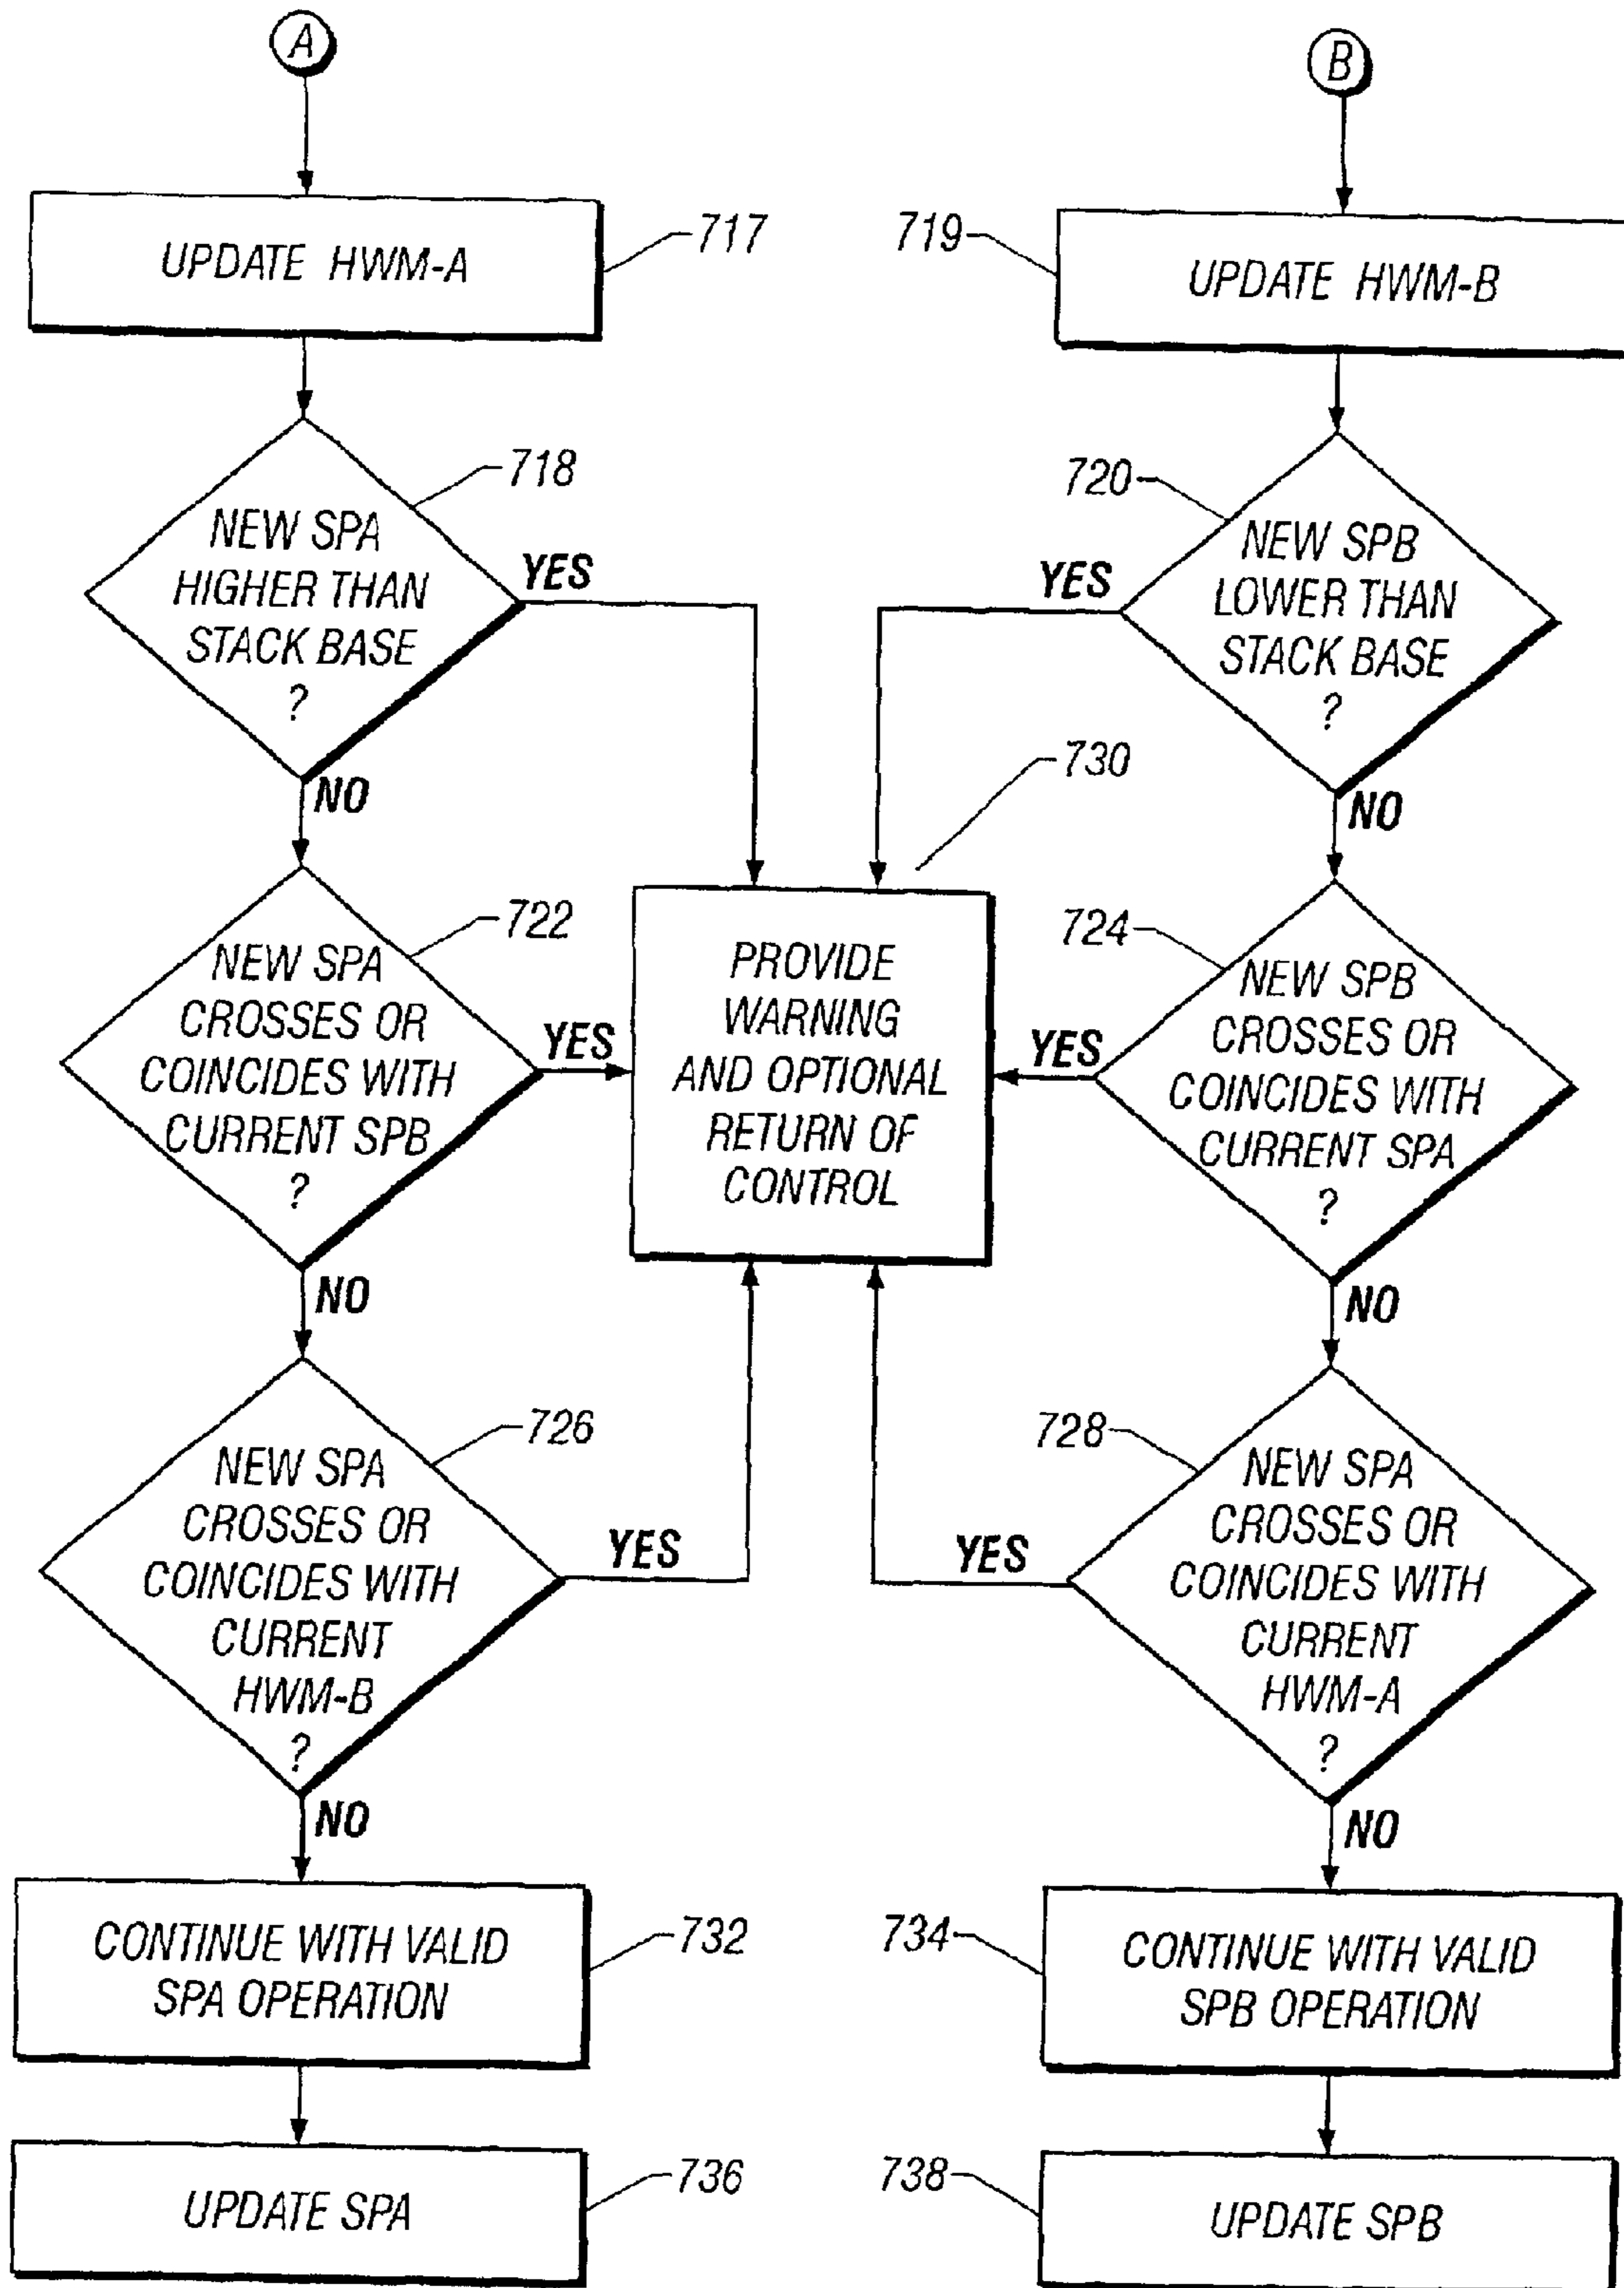 A
UPDATE HWM-A
717
NEW SPA
HIGHER THAN
STACK BASE
?
718
YES
NO
NEW SPA
CROSSES OR
COINCIDES WITH
CURRENT SPB
?
722
YES
NO
NEW SPA
CROSSES OR
COINCIDES WITH
CURRENT
HWM-B
?
726
YES
NO
CONTINUE WITH VALID
SPA OPERATION
732
UPDATE SPA
736
730
PROVIDE
WARNING
AND OPTIONAL
RETURN OF
CONTROL
B
719
UPDATE HWM-B
720
NEW SPB
LOWER THAN
STACK BASE
?
YES
NO
724
NEW SPB
CROSSES OR
COINCIDES WITH
CURRENT SPA
?
YES
NO
728
NEW SPA
CROSSES OR
COINCIDES WITH
CURRENT
HWM-A
?
YES
NO
734
CONTINUE WITH VALID
SPB OPERATION
738
UPDATE SPB